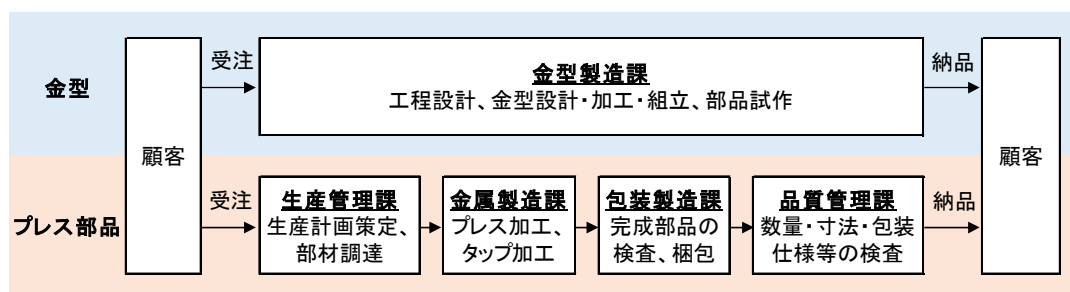 金型
顧客
受注
金型製造課
工程設計、金型設計・加工・組立、部品試作
納品
顧客
プレス部品
受注
生産管理課
生産計画策定、
部材調達
金属製造課
プレス加工、
タップ加工
包装製造課
完成部品の
検査、梱包
品質管理課
数量・寸法・包装
仕様等の検査
納品